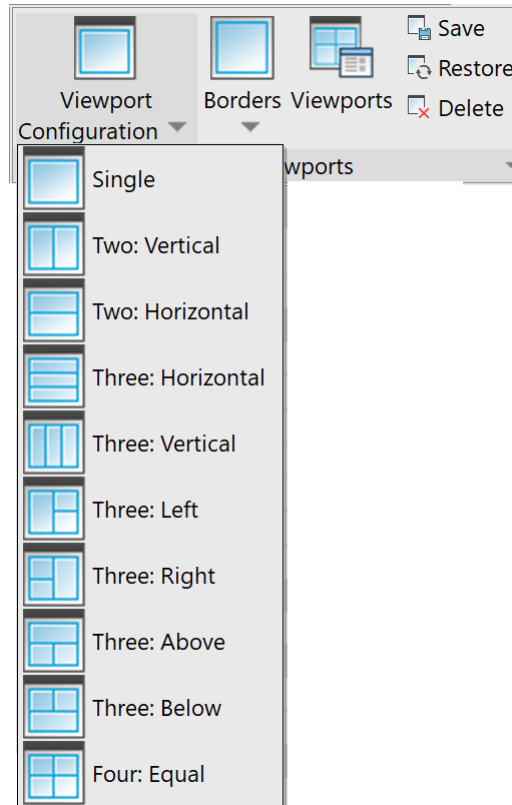 Viewport
Configuration
Borders
Viewports
Save
Restore
Delete
wports
Single
Two: Vertical
Two: Horizontal
Three: Horizontal
Three: Vertical
Three: Left
Three: Right
Three: Above
Three: Below
Four: Equal